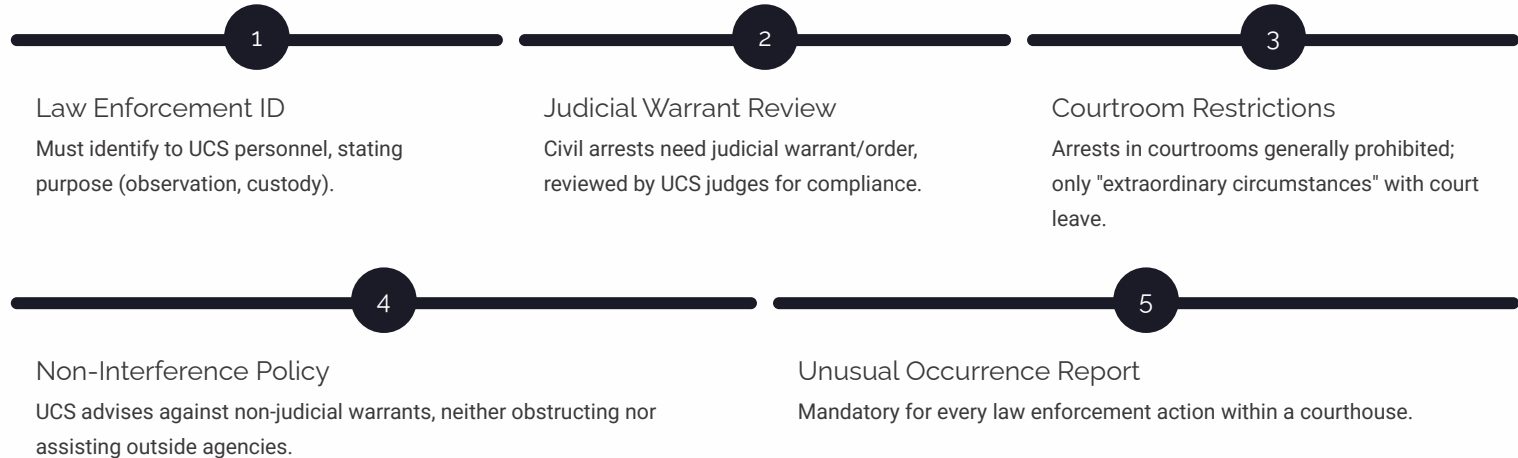 1
Law Enforcement ID
Must identify to UCS personnel, stating
purpose (observation, custody).
2
Judicial Warrant Review
Civil arrests need judicial warrant/order,
reviewed by UCS judges for compliance.
3
Courtroom Restrictions
Arrests in courtrooms generally prohibited;
only "extraordinary circumstances" with court
leave.
4
Non-Interference Policy
UCS advises against non-judicial warrants, neither obstructing nor
assisting outside agencies.
5
Unusual Occurrence Report
Mandatory for every law enforcement action within a courthouse.